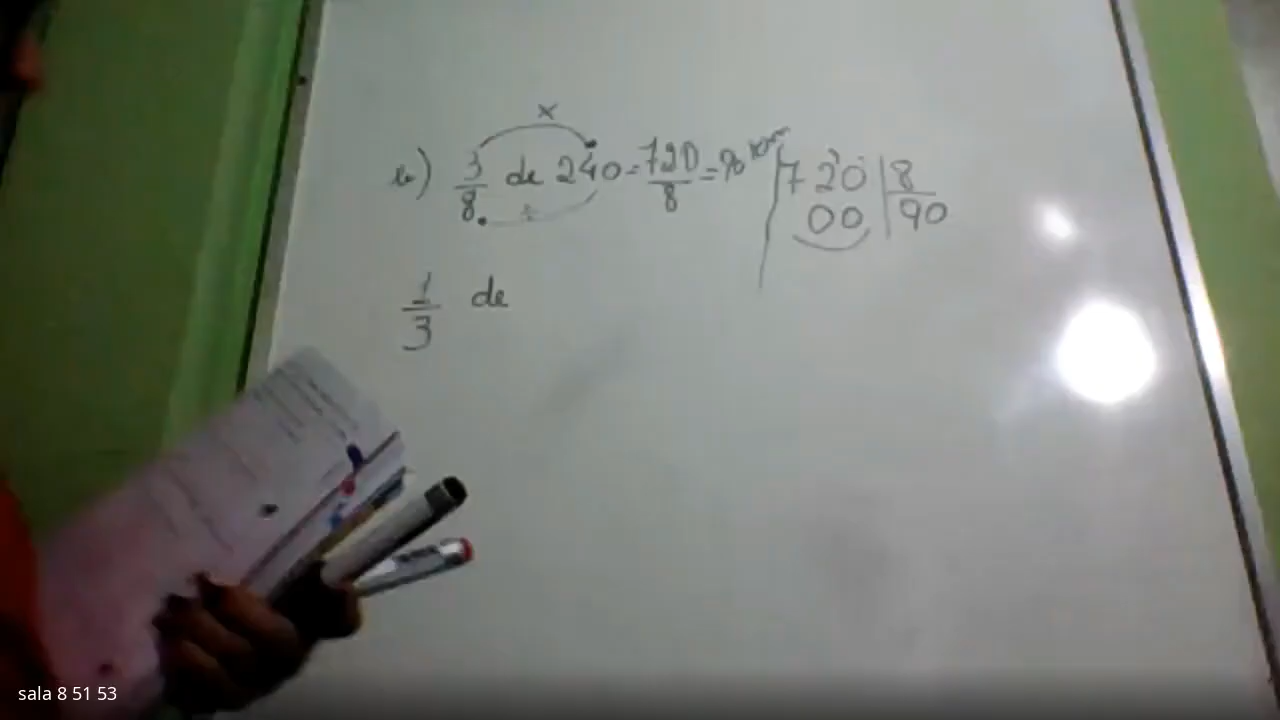 b) 3/8 de 240 = 720/8 = 90 km
720 | 8
00 90
1/3 de
sala 8 51 53